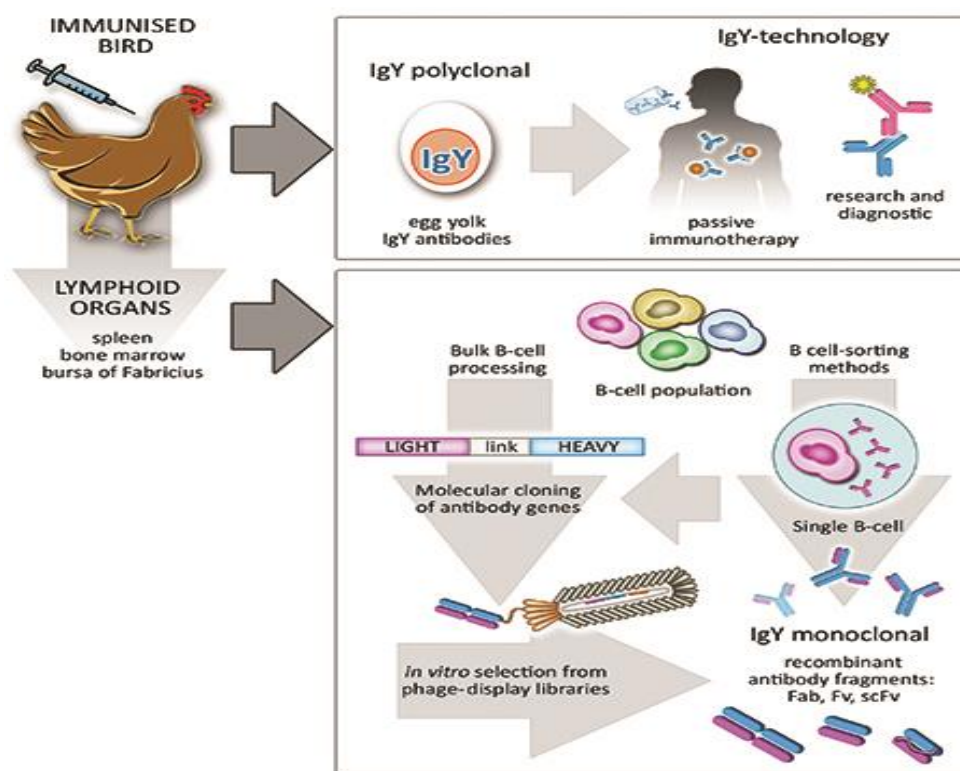 IMMUNISED
BIRD
LYMPHOID
ORGANS
spleen
bone marrow
bursa of Fabricius
IgY-technology
IgY polyclonal
IgY
egg yolk
IgY antibodies
passive
immunotherapy
research and
diagnostic
Bulk B-cell
processing
B-cell population
B cell-sorting
methods
LIGHT link HEAVY
Molecular cloning
of antibody genes
Single B-cell
in vitro selection from
phage-display libraries
IgY monoclonal
recombinant
antibody fragments:
Fab, Fv, scFv